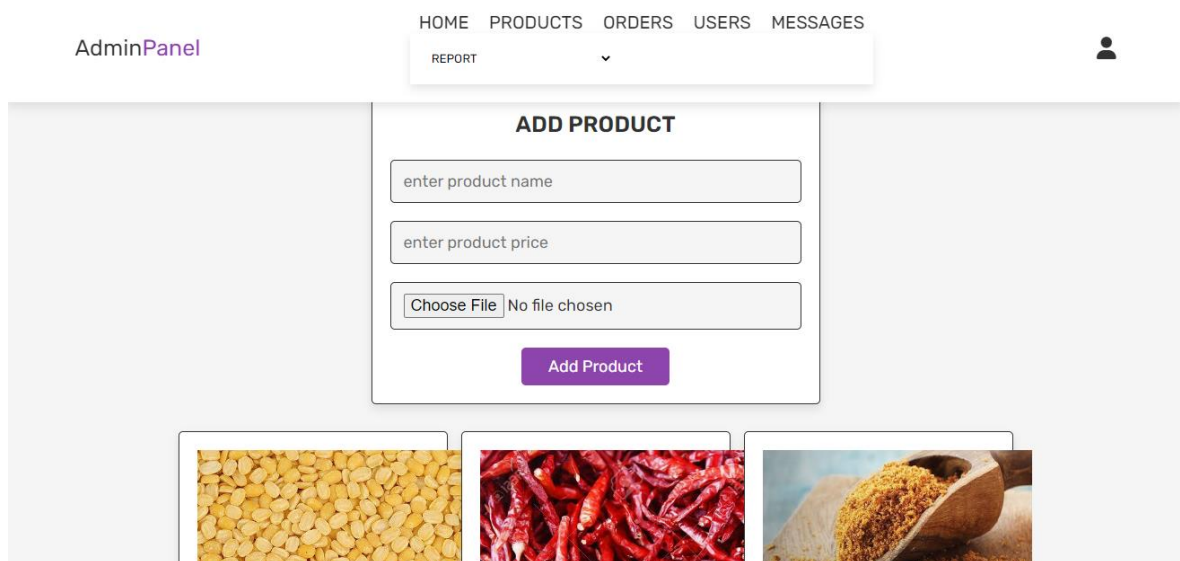 HOME PRODUCTS ORDERS USERS MESSAGES
AdminPanel
REPORT
ADD PRODUCT
enter product name
enter product price
Choose File No file chosen
Add Product